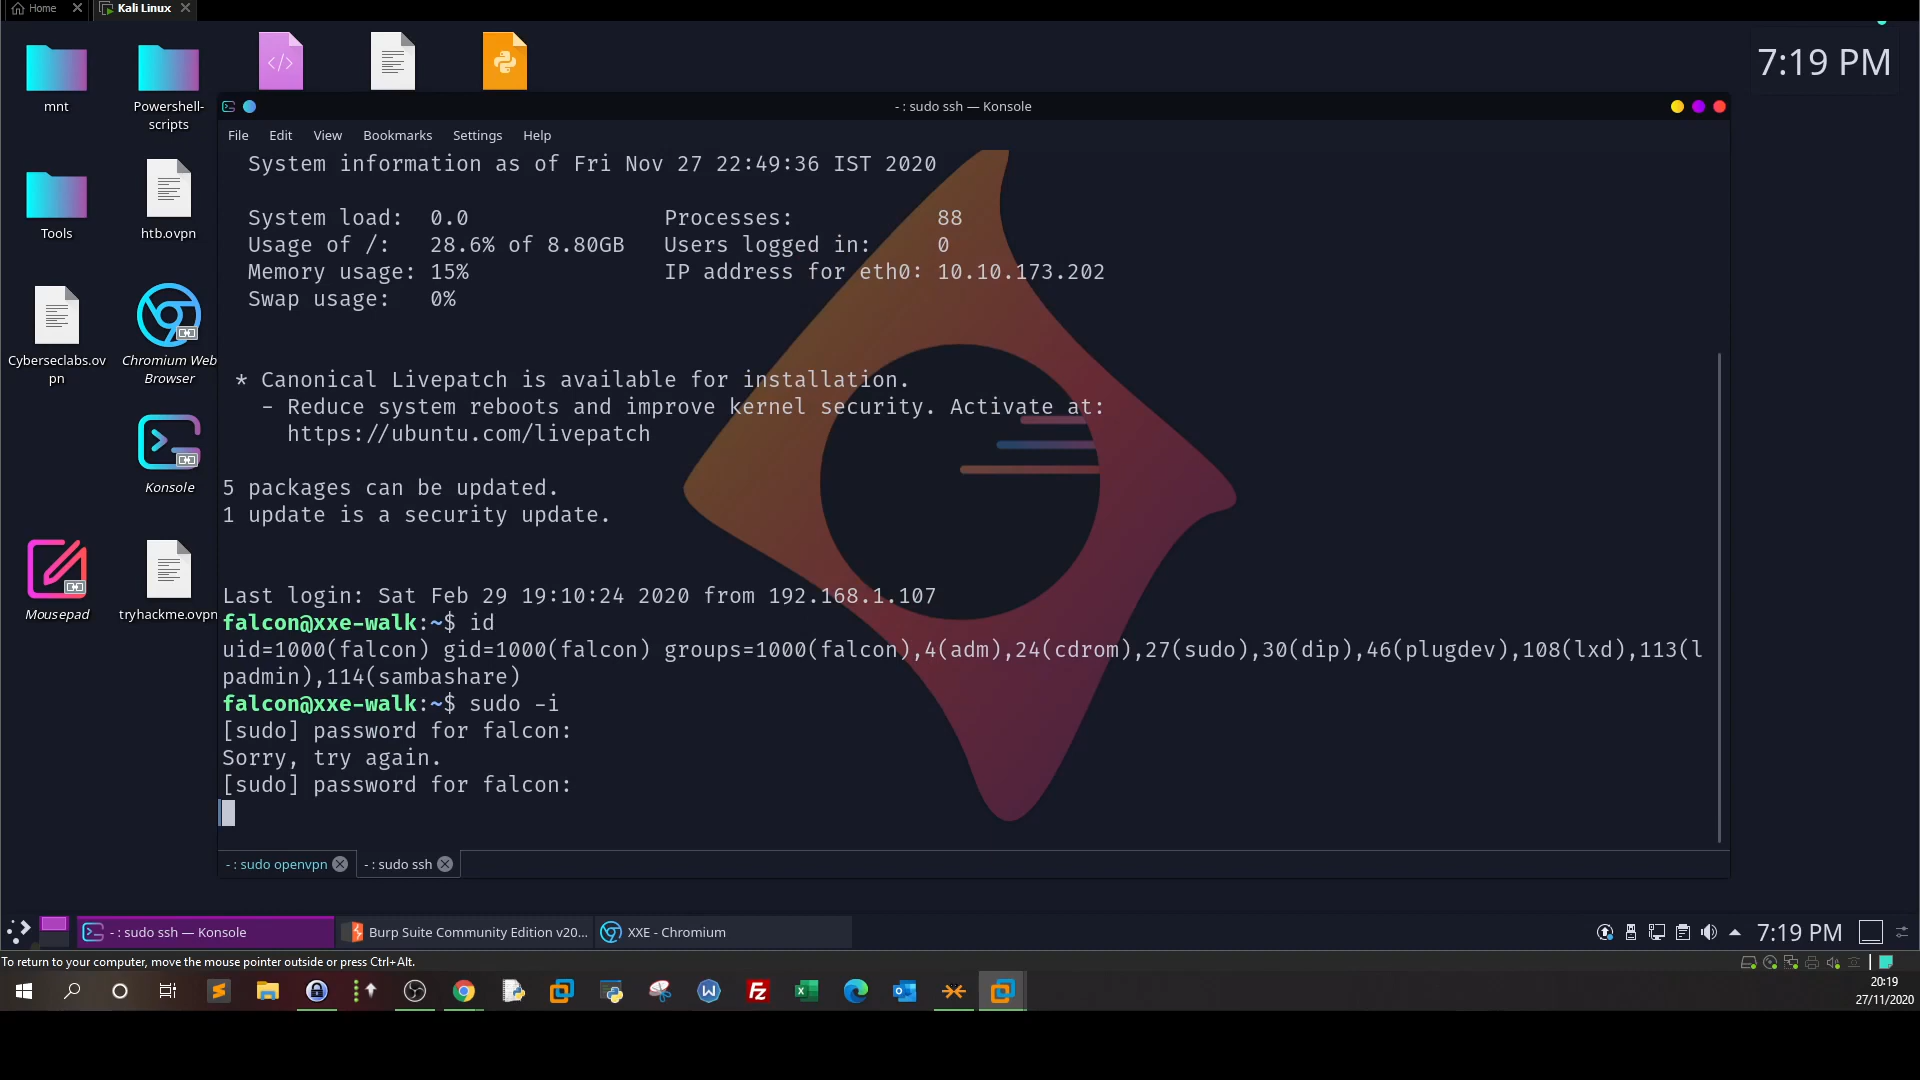 Home
Kali Linux
7:19 PM
mnt
Powershell-
scripts
Tools
htb.ovpn
Cyberseclabs.ov
pn
Chromium Web
Browser
Konsole
Mousepad
tryhackme.ovpn
- : sudo ssh — Konsole
File Edit View Bookmarks Settings Help
System information as of Fri Nov 27 22:49:36 IST 2020
System load: 0.0 Processes: 88
Usage of /: 28.6% of 8.80GB Users logged in: 0
Memory usage: 15% IP address for eth0: 10.10.173.202
Swap usage: 0%
* Canonical Livepatch is available for installation.
- Reduce system reboots and improve kernel security. Activate at:
https://ubuntu.com/livepatch
5 packages can be updated.
1 update is a security update.
Last login: Sat Feb 29 19:10:24 2020 from 192.168.1.107
falcon@xxe-walk:~$ id
uid=1000(falcon) gid=1000(falcon) groups=1000(falcon),4(adm),24(cdrom),27(sudo),30(dip),46(plugdev),108(lxd),113(l
padmin),114(sambashare)
falcon@xxe-walk:~$ sudo -i
[sudo] password for falcon:
Sorry, try again.
[sudo] password for falcon:
- : sudo openvpn
- : sudo ssh
- : sudo ssh — Konsole
Burp Suite Community Edition v20...
XXE - Chromium
7:19 PM
To return to your computer, move the mouse pointer outside or press Ctrl+Alt.
20:19
27/11/2020